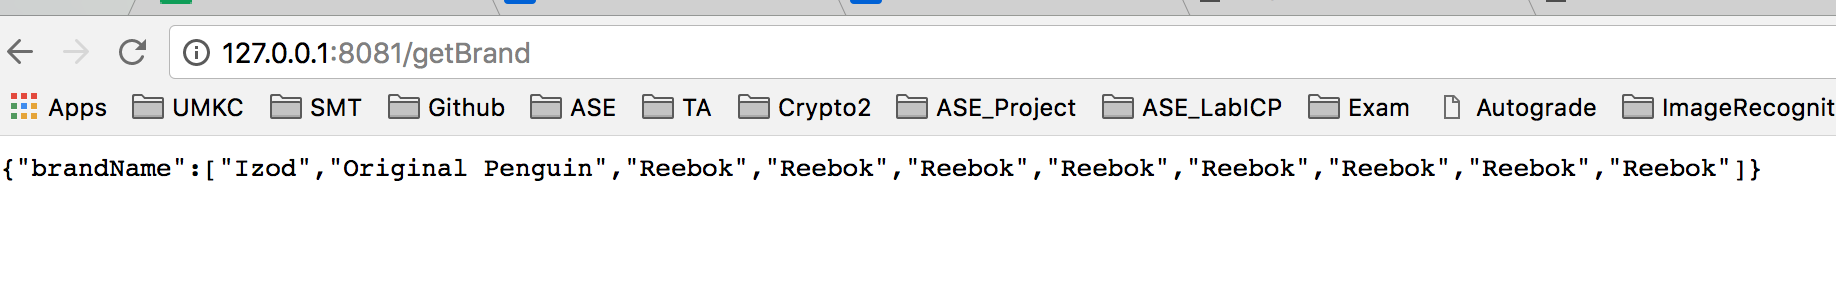 127.0.0.1:8081/getBrand
Apps UMKC SMT Github ASE TA Crypto2 ASE_Project ASE_LabICP Exam Autograde ImageRecognit
{"brandName":["Izod","Original Penguin","Reebok","Reebok","Reebok","Reebok","Reebok","Reebok","Reebok","Reebok"]}